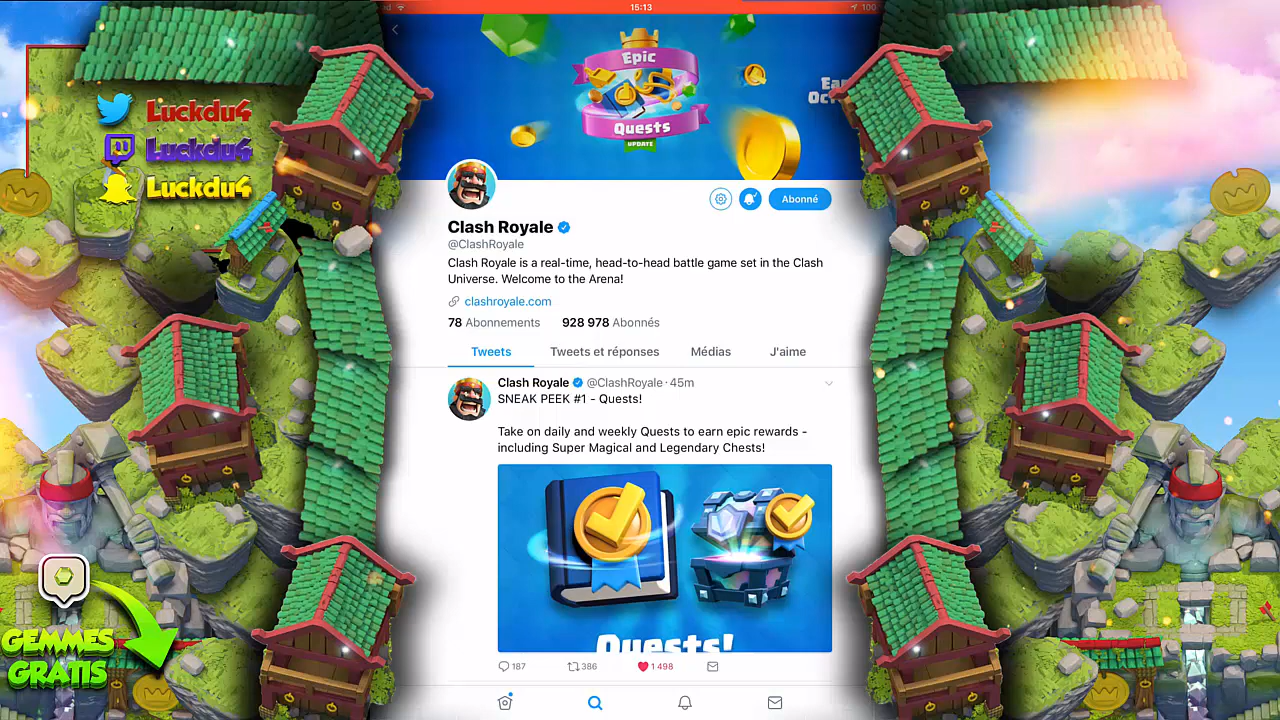 15:13
100
Epic
Quests
UPDATE
Luckdu4
Luckdu4
Luckdu4
Abonné
Clash Royale
@ClashRoyale
Clash Royale is a real-time, head-to-head battle game set in the Clash
Universe. Welcome to the Arena!
clashroyale.com
78 Abonnements 928 978 Abonnés
Tweets Tweets et réponses Médias J'aime
Clash Royale @ClashRoyale · 45m
SNEAK PEEK #1 - Quests!
Take on daily and weekly Quests to earn epic rewards -
including Super Magical and Legendary Chests!
Quests!
187 386 1 498
GEMMES
GRATIS